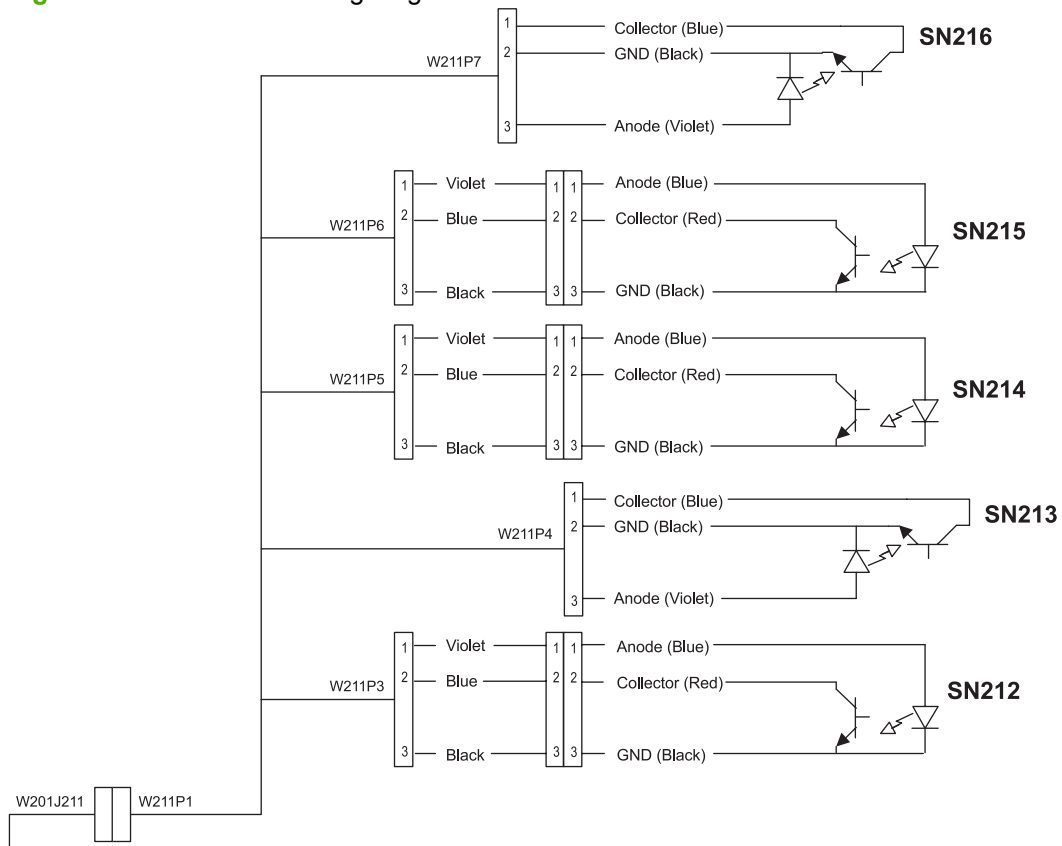 1 Collector (Blue) SN216
2 GND (Black)
W211P7
3 Anode (Violet)
1 Violet 1 1 Anode (Blue)
2 Blue 2 2 Collector (Red)
W211P6 SN215
3 Black 3 3 GND (Black)
1 Violet 1 1 Anode (Blue)
2 Blue 2 2 Collector (Red)
W211P5 SN214
3 Black 3 3 GND (Black)
1 Collector (Blue) SN213
2 GND (Black)
W211P4
3 Anode (Violet)
1 Violet 1 1 Anode (Blue)
2 Blue 2 2 Collector (Red)
W211P3 SN212
3 Black 3 3 GND (Black)
W201J211 W211P1